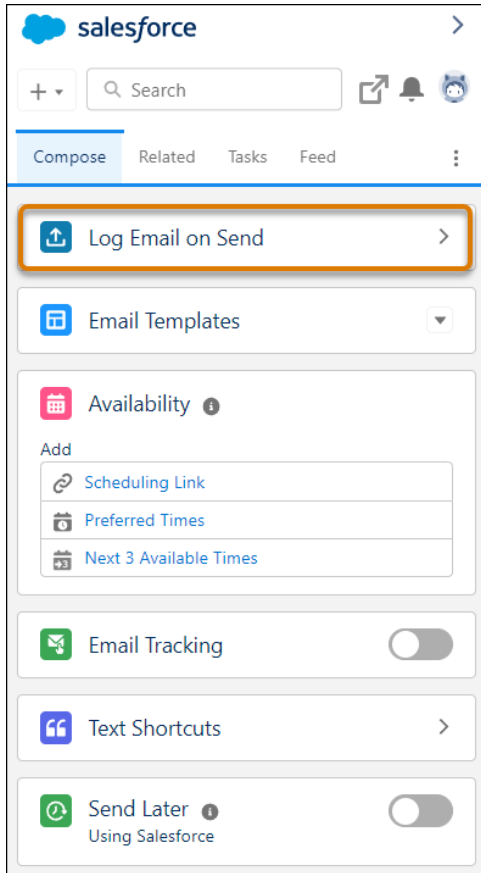 salesforce
Search
Compose Related Tasks Feed
Log Email on Send
Email Templates
Availability
Add
Scheduling Link
Preferred Times
Next 3 Available Times
Email Tracking
Text Shortcuts
Send Later
Using Salesforce